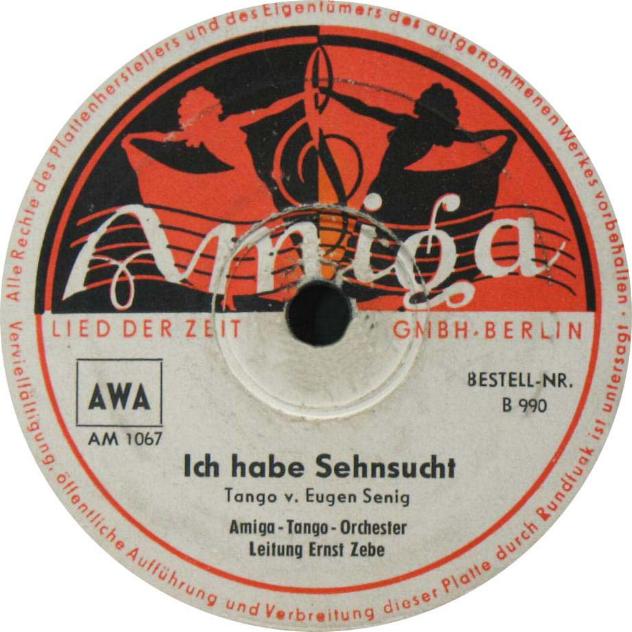 Alle Rechte des Plattenherstellers und des Eigentümers des aufgenommenen Werkes vorbehalten · Vervielfältigung, öffentliche Aufführung und Verbreitung dieser Platte durch Rundfunk ist untersagt ·
Amiga
LIED DER ZEIT GMBH·BERLIN
AWA
AM 1067
BESTELL-NR.
B 990
Ich habe Sehnsucht
Tango v. Eugen Senig
Amiga-Tango-Orchester
Leitung Ernst Zebe